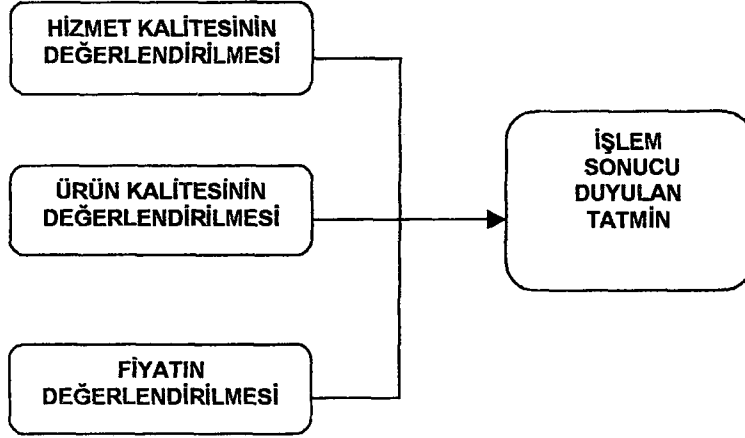 HİZMET KALİTESİNİN
DEĞERLENDİRİLMESİ
ÜRÜN KALİTESİNİN
DEĞERLENDİRİLMESİ
FİYATIN
DEĞERLENDİRİLMESİ
İŞLEM
SONUCU
DUYULAN
TATMİN